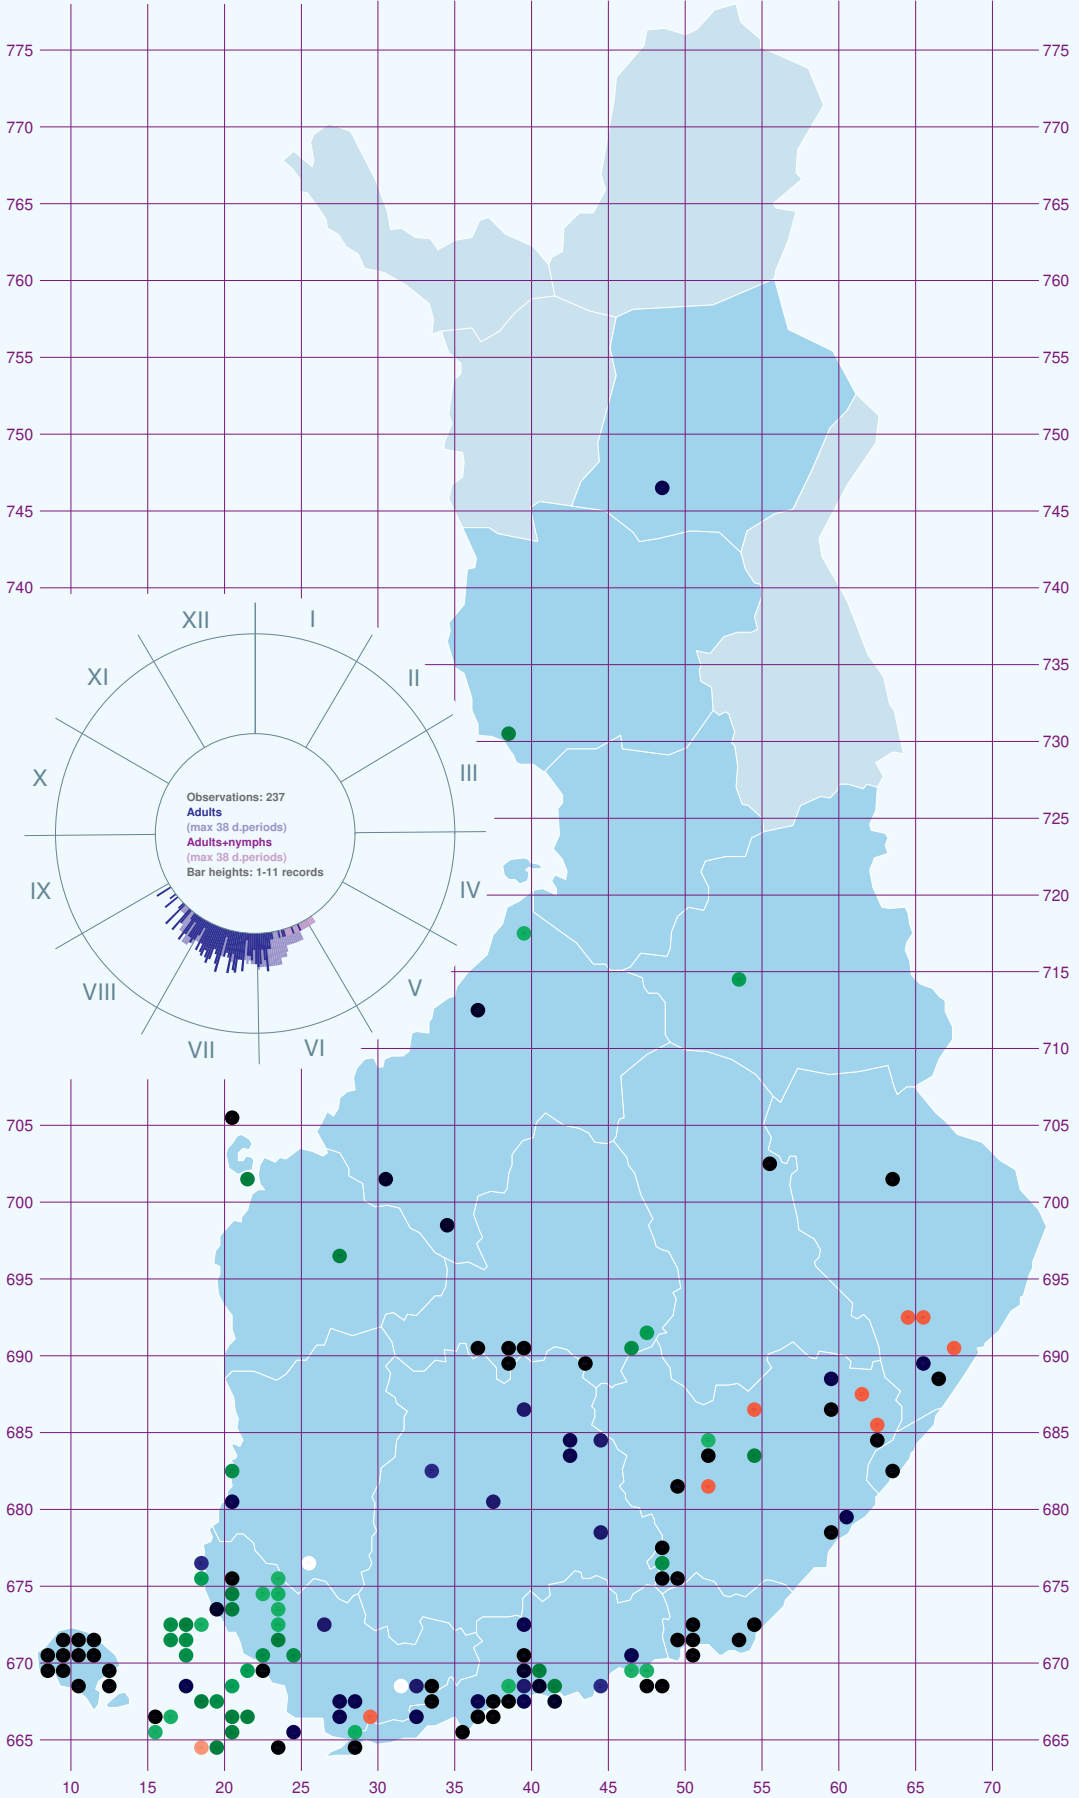 775 775
770 770
765 765
760 760
755 755
750 750
745 745
740 740
735
730
725
720
715
710
705 705
700 700
695 695
690 690
685 685
680 680
675 675
670 670
665 665
10 15 20 25 30 35 40 45 50 55 60 65 70
XII I
XI II
X III
IX IV
VIII V
VII VI
Observations: 237
Adults
(max 38 d.periods)
Adults+nymphs
(max 38 d.periods)
Bar heights: 1-11 records